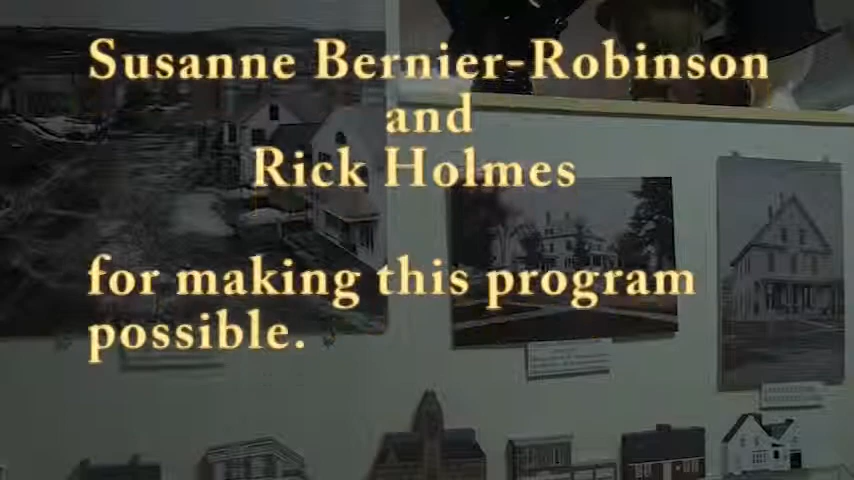 Susanne Bernier-Robinson
and
Rick Holmes
for making this program
possible.